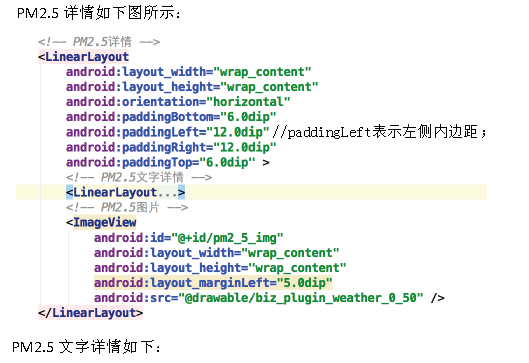 PM2.5 详情如下图所示：
<!-- PM2.5详情 -->
<LinearLayout
android:layout_width="wrap_content"
android:layout_height="wrap_content"
android:orientation="horizontal"
android:paddingBottom="6.0dip"
android:paddingLeft="12.0dip"//paddingLeft表示左侧内边距；
android:paddingRight="12.0dip"
android:paddingTop="6.0dip" >
<!-- PM2.5文字详情 -->
<LinearLayout...>
<!-- PM2.5图片 -->
<ImageView
android:id="@+id/pm2_5_img"
android:layout_width="wrap_content"
android:layout_height="wrap_content"
android:layout_marginLeft="5.0dip"
android:src="@drawable/biz_plugin_weather_0_50" />
</LinearLayout>
PM2.5 文字详情如下：